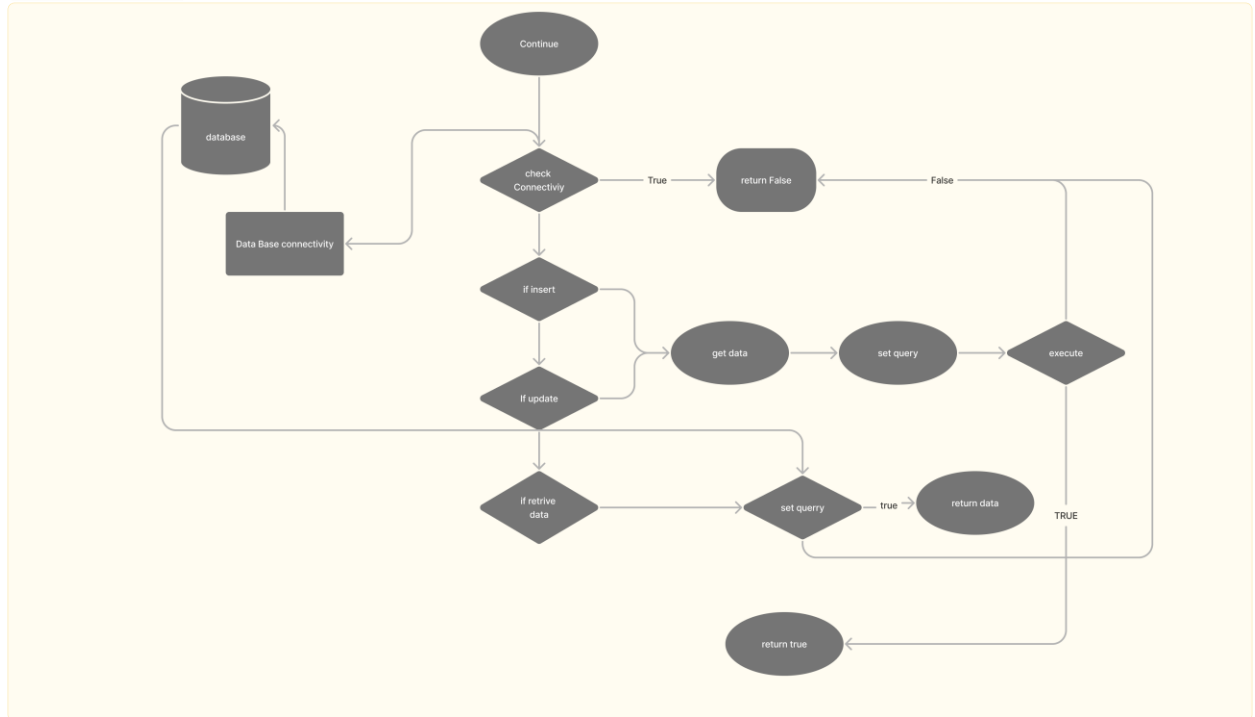 Continue
database
check
Connectiviy
True
return False
False
Data Base connectivity
if insert
get data
set query
execute
If update
if retrive
data
set querry
true
return data
TRUE
return true